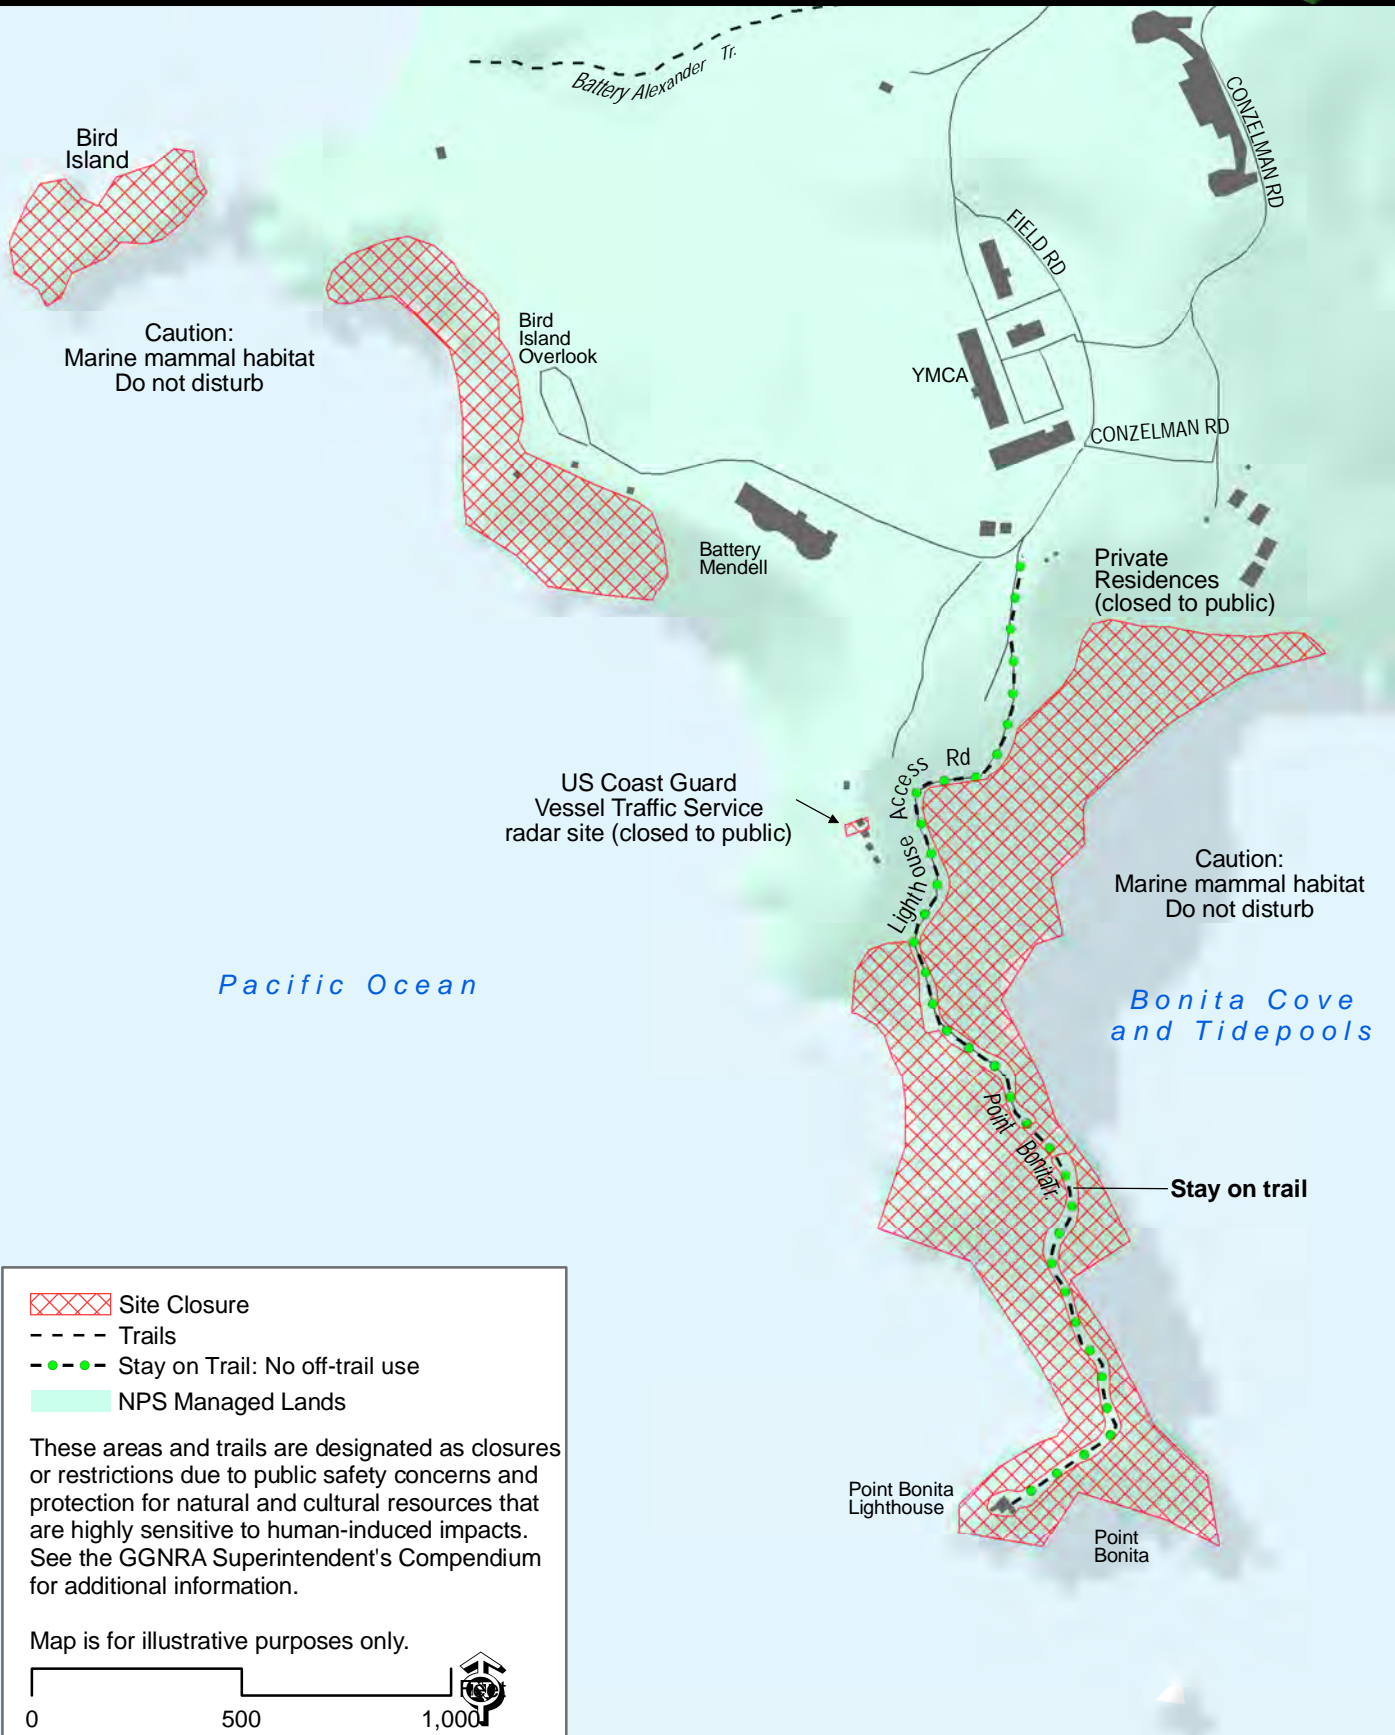 Battery Alexander Tr.
CONZELMAN RD
Bird
Island
FIELD RD
Caution:
Marine mammal habitat
Do not disturb
Bird
Island
Overlook
YMCA
CONZELMAN RD
Battery
Mendell
Private
Residences
(closed to public)
US Coast Guard
Vessel Traffic Service
radar site (closed to public)
Lighthouse Access Rd
Caution:
Marine mammal habitat
Do not disturb
Pacific Ocean
Bonita Cove
and Tidepools
Point Bonita Tr.
Stay on trail
Point Bonita
Lighthouse
Point
Bonita
Site Closure
Trails
Stay on Trail: No off-trail use
NPS Managed Lands
These areas and trails are designated as closures
or restrictions due to public safety concerns and
protection for natural and cultural resources that
are highly sensitive to human-induced impacts.
See the GGNRA Superintendent's Compendium
for additional information.
Map is for illustrative purposes only.
Feet
0 500 1,000